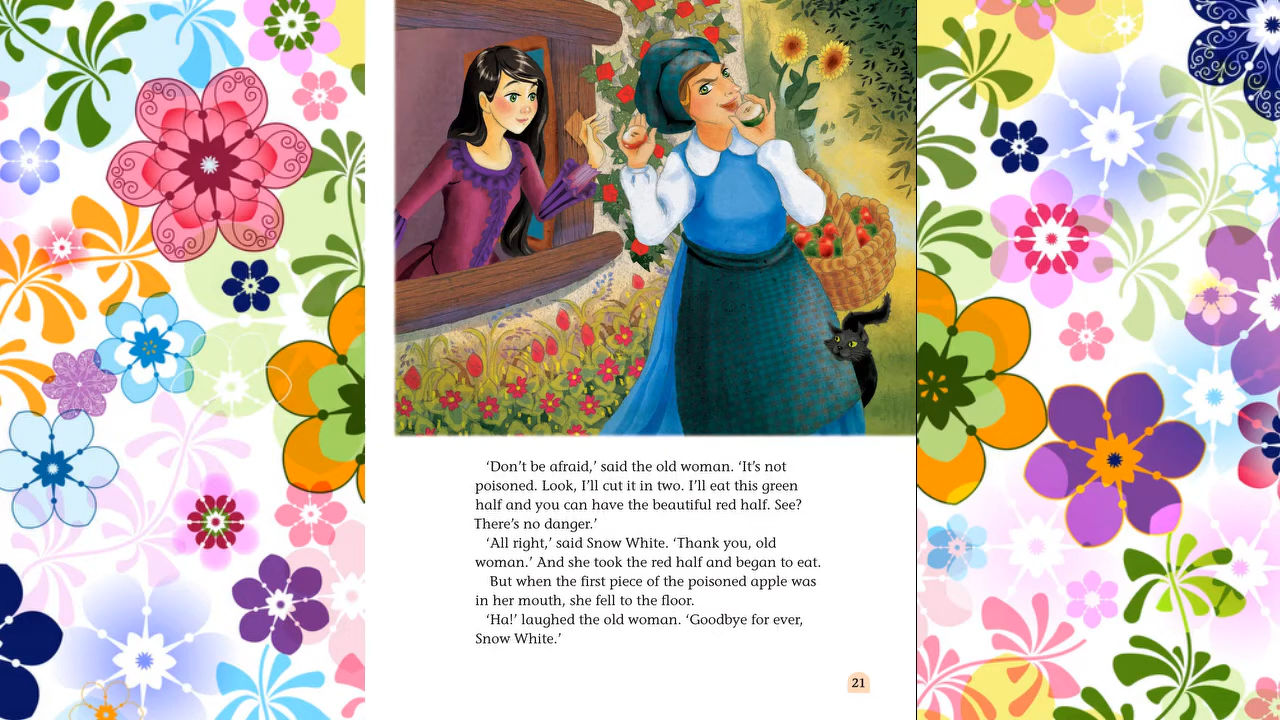 ‘Don’t be afraid,’ said the old woman. ‘It’s not
poisoned. Look, I’ll cut it in two. I’ll eat this green
half and you can have the beautiful red half. See?
There’s no danger.’
‘All right,’ said Snow White. ‘Thank you, old
woman.’ And she took the red half and began to eat.
But when the first piece of the poisoned apple was
in her mouth, she fell to the floor.
‘Ha!’ laughed the old woman. ‘Goodbye for ever,
Snow White.’
21